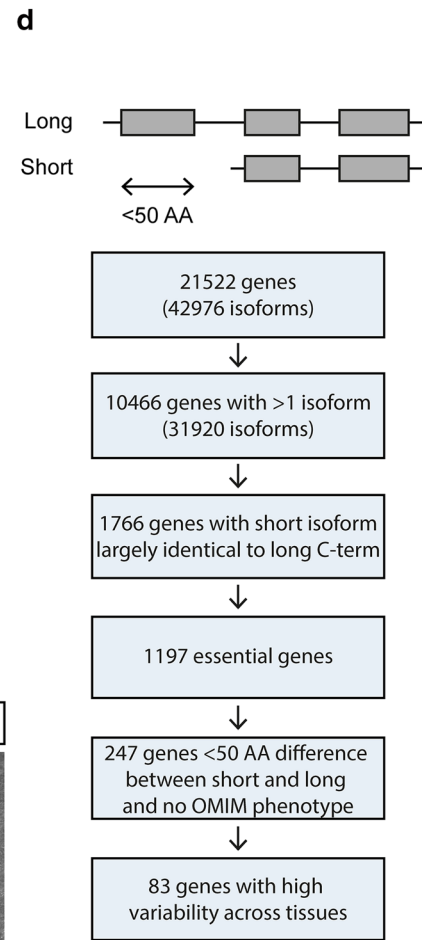 d
Long
Short
<50 AA
21522 genes
(42976 isoforms)
10466 genes with >1 isoform
(31920 isoforms)
1766 genes with short isoform
largely identical to long C-term
1197 essential genes
247 genes <50 AA difference
between short and long
and no OMIM phenotype
83 genes with high
variability across tissues